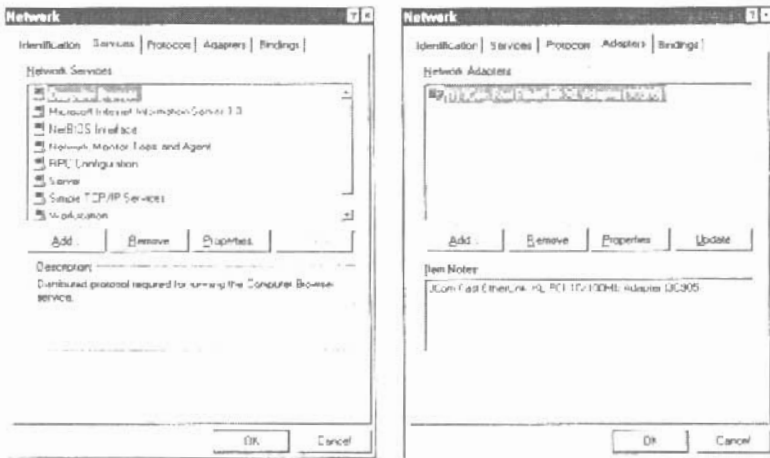 Network
Identification Services Protocols Adapters Bindings
Network Services
Microsoft Internet Information Server
NetBIOS Interface
Network Monitor Tools and Agent
RPC Configuration
Server
Simple TCP/IP Services
Workstation
Add... Remove Properties
Description:
Distributed protocol required for running the Computer Browser
service.
OK Cancel
Network
Identification Services Protocols Adapters Bindings
Network Adapters
Add... Remove Properties Update
Item Notes
3Com Fast EtherLink XL PCI 10/100Mb Adapter (3C905
OK Cancel